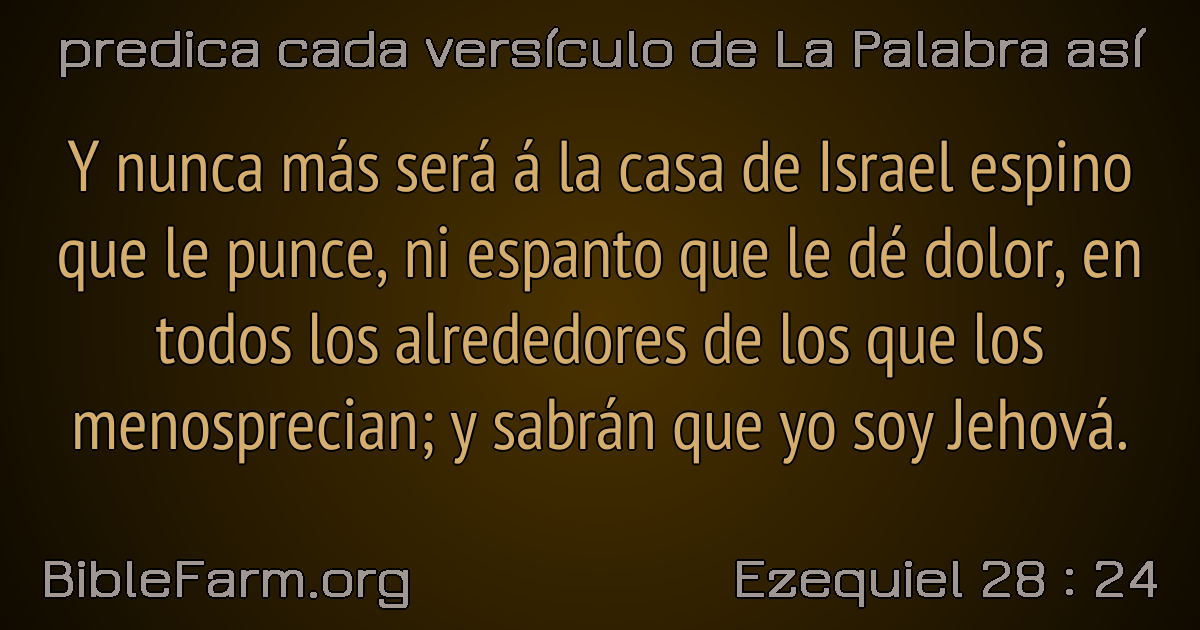 predica cada versículo de La Palabra así
Y nunca más será á la casa de Israel espino
que le punce, ni espanto que le dé dolor, en
todos los alrededores de los que los
menosprecian; y sabrán que yo soy Jehová.
BibleFarm.org
Ezequiel 28 : 24